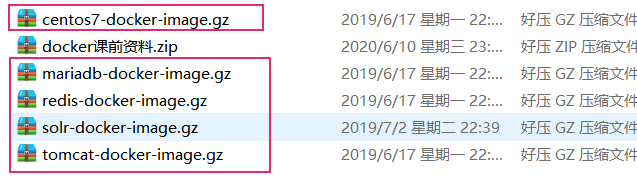 centos7-docker-image.gz 2019/6/17 星期一 22:... 好压 GZ 压缩文件
docker课前资料.zip 2020/6/10 星期三 23:... 好压 ZIP 压缩文件
mariadb-docker-image.gz 2019/6/17 星期一 22:... 好压 GZ 压缩文件
redis-docker-image.gz 2019/6/17 星期一 22:... 好压 GZ 压缩文件
solr-docker-image.gz 2019/7/2 星期二 22:39 好压 GZ 压缩文件
tomcat-docker-image.gz 2019/6/17 星期一 22:... 好压 GZ 压缩文件